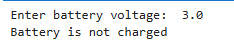 Enter battery voltage:  3.0
Battery is not charged